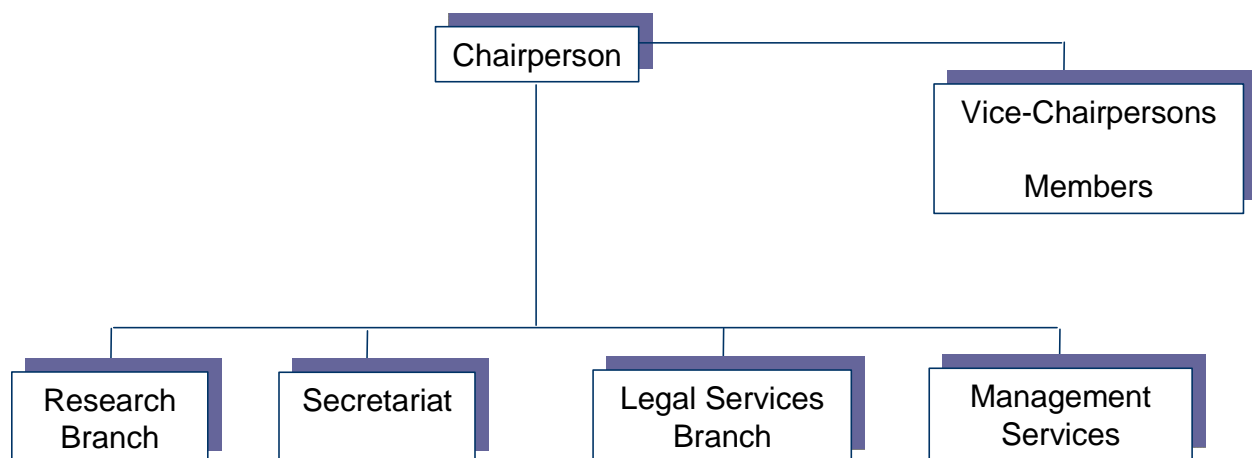 Chairperson
Vice-Chairpersons
Members
Research
Branch
Secretariat
Legal Services
Branch
Management
Services